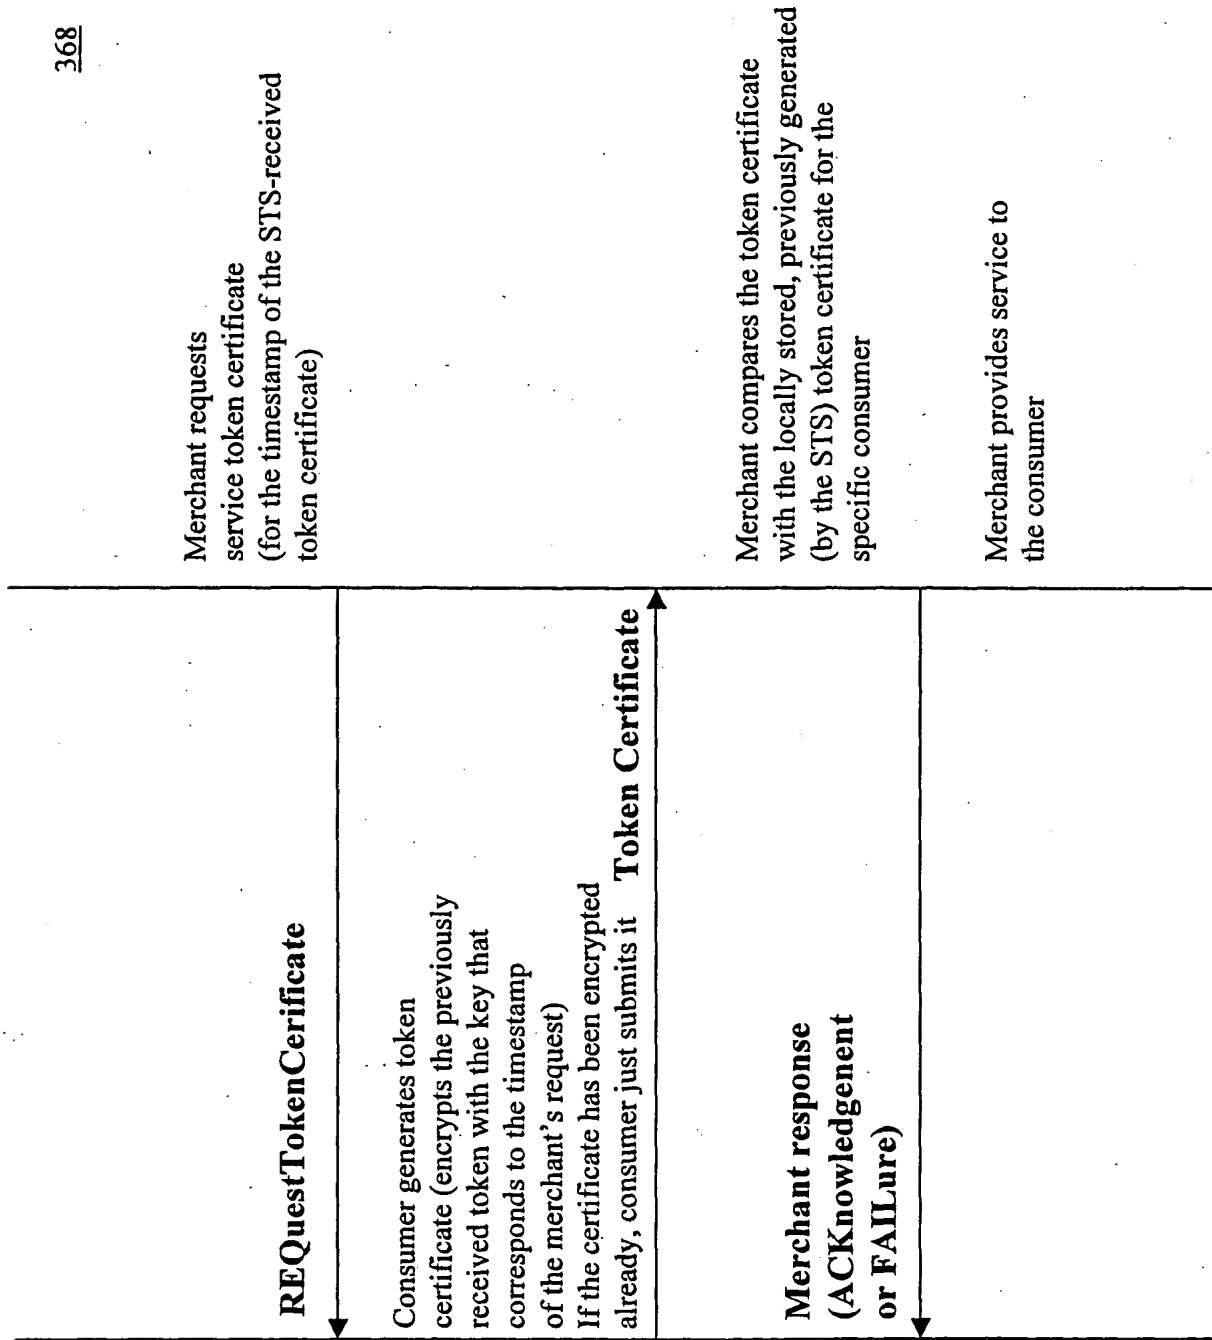 368
Merchant requests
service token certificate
(for the timestamp of the STS-received
token certificate)
REQuestTokenCerificate
Consumer generates token
certificate (encrypts the previously
received token with the key that
corresponds to the timestamp
of the merchant's request)
If the certificate has been encrypted
already, consumer just submits it
Token Certificate
Merchant compares the token certificate
with the locally stored, previously generated
(by the STS) token certificate for the
specific consumer
Merchant response
(ACKnowledgenent
or FAILure)
Merchant provides service to
the consumer